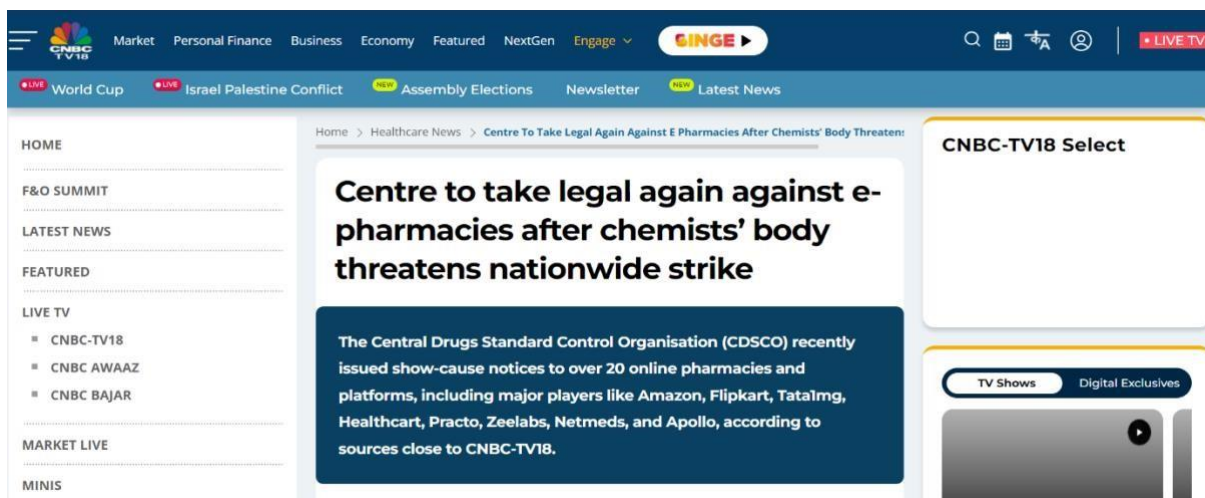 CNBC TV18
Market Personal Finance Business Economy Featured NextGen Engage BINGE LIVE TV
LIVE World Cup LIVE Israel Palestine Conflict NEW Assembly Elections Newsletter NEW Latest News
Home > Healthcare News > Centre To Take Legal Again Against E Pharmacies After Chemists' Body Threatens
HOME
F&O SUMMIT
LATEST NEWS
FEATURED
LIVE TV
CNBC-TV18
CNBC AWAAZ
CNBC BAJAR
MARKET LIVE
MINIS
Centre to take legal again against e-
pharmacies after chemists’ body
threatens nationwide strike
The Central Drugs Standard Control Organisation (CDSCO) recently
issued show-cause notices to over 20 online pharmacies and
platforms, including major players like Amazon, Flipkart, Tata1mg,
Healthcart, Practo, Zeelabs, Netmeds, and Apollo, according to
sources close to CNBC-TV18.
CNBC-TV18 Select
TV Shows Digital Exclusives